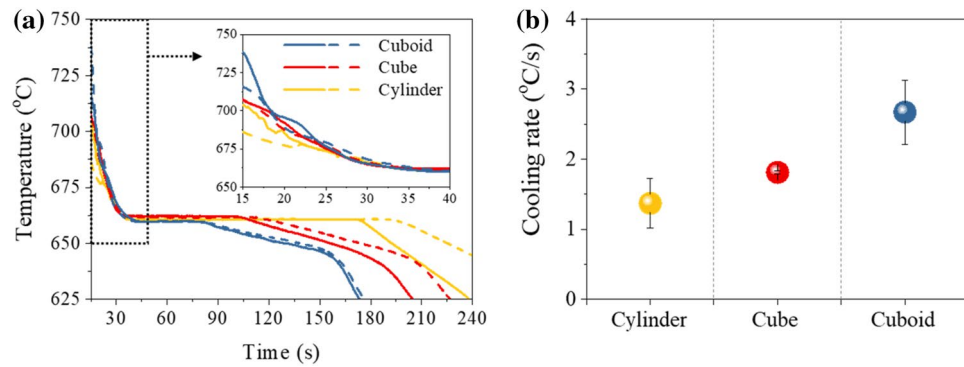 (a)
750
725
700
675
650
625
Temperature (°C)
30
60
90
120
150
180
210
240
Time (s)
750
725
700
675
650
15
20
25
30
35
40
Cuboid
Cube
Cylinder
(b)
4
3
2
1
0
Cooling rate (°C/s)
Cylinder
Cube
Cuboid